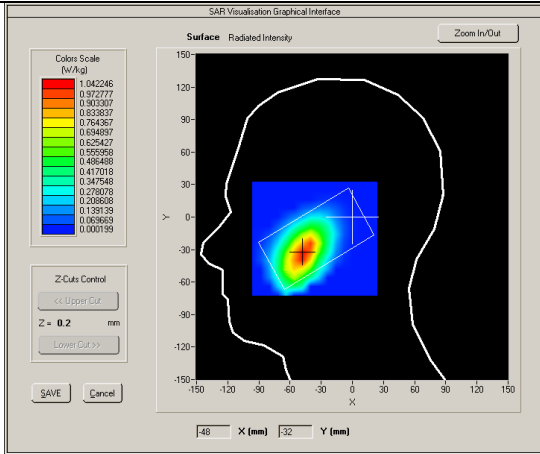 SAR Visualisation Graphical Interface
Surface Radiated Intensity
Zoom In/Out
Colors Scale
(W/kg)
1.042246
0.972777
0.903307
0.833837
0.764367
0.694897
0.625427
0.555958
0.486488
0.417018
0.347548
0.278078
0.208608
0.139139
0.069669
0.000199
Z-Cuts Control
<< Upper Cut
Z = 0.2 mm
Lower Cut >>
SAVE Cancel
Y
150-
120-
90-
60-
30-
0-
-30-
-60-
-90-
-120-
-150-
-150 -120 -90 -60 -30 0 30 60 90 120 150
X
-48 X (mm) -32 Y (mm)